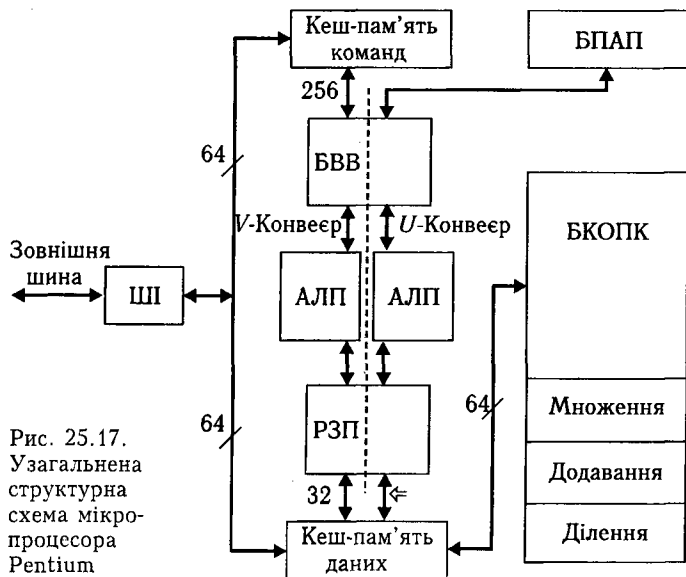 Кеш-пам'ять
команд
БПАП
256
64
БВВ
V-Конвеєр
U-Конвеєр
БКОПК
Зовнішня
шина
ШІ
АЛП
АЛП
64
64
РЗП
Множення
Додавання
Ділення
32
Кеш-пам'ять
даних
Рис. 25.17.
Узагальнена
структурна
схема мікро-
процесора
Pentium